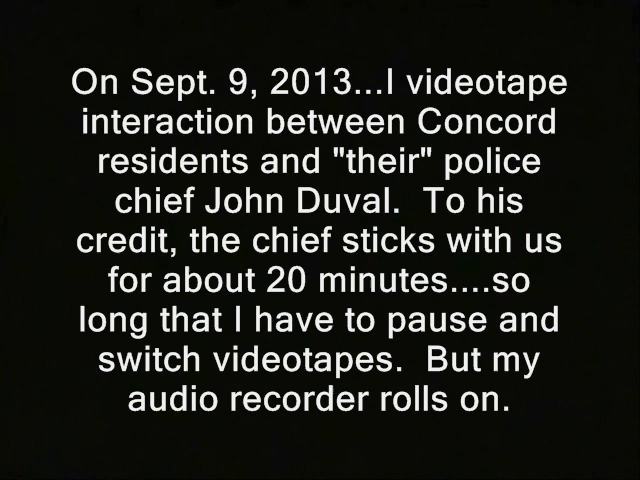 On Sept. 9, 2013...I videotape
interaction between Concord
residents and "their" police
chief John Duval.  To his
credit, the chief sticks with us
for about 20 minutes....so
long that I have to pause and
switch videotapes.  But my
audio recorder rolls on.